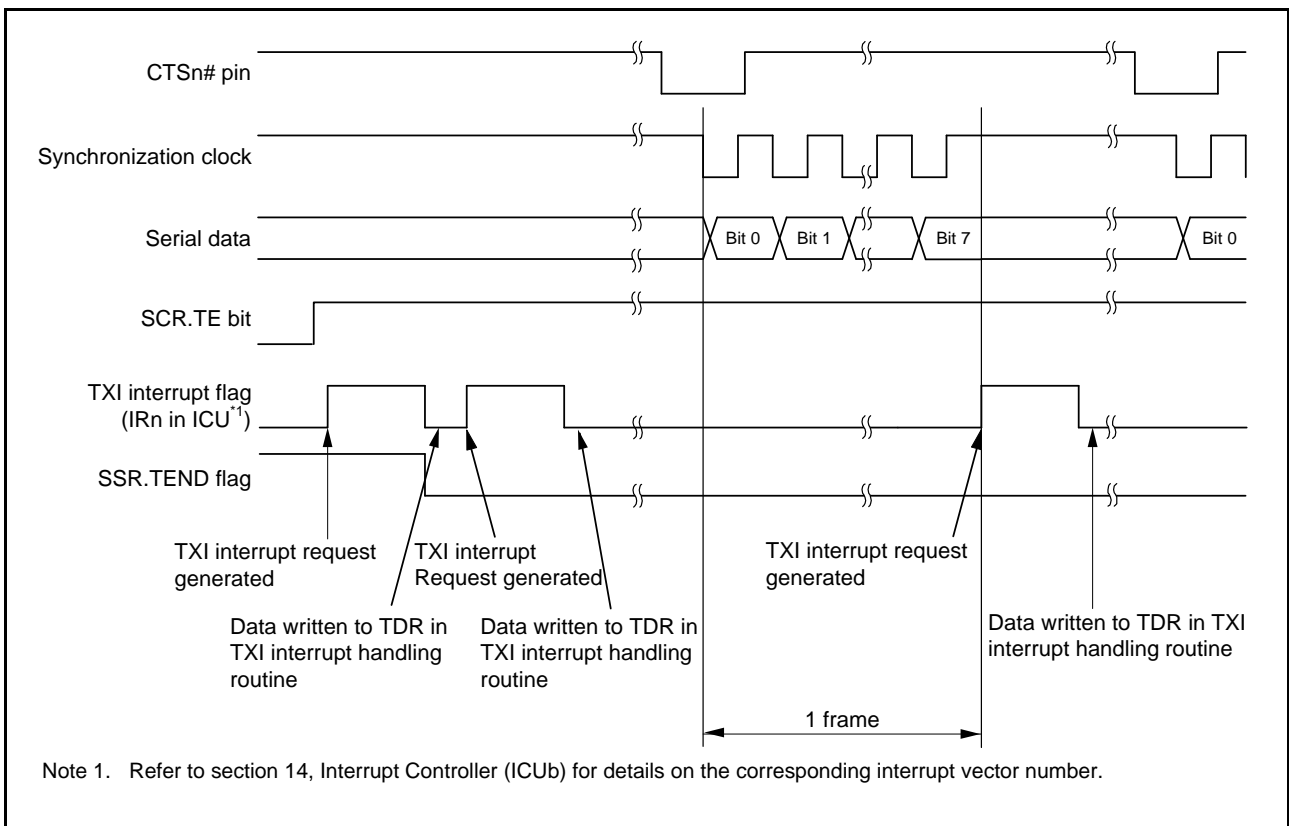 CTSn# pin
Synchronization clock
Serial data
Bit 0
Bit 1
Bit 7
Bit 0
SCR.TE bit
TXI interrupt flag
(IRn in ICU*1)
SSR.TEND flag
TXI interrupt request
generated
TXI interrupt
Request generated
TXI interrupt request
generated
Data written to TDR in
TXI interrupt handling
routine
Data written to TDR in
TXI interrupt handling
routine
Data written to TDR in TXI
interrupt handling routine
1 frame
Note 1. Refer to section 14, Interrupt Controller (ICUb) for details on the corresponding interrupt vector number.